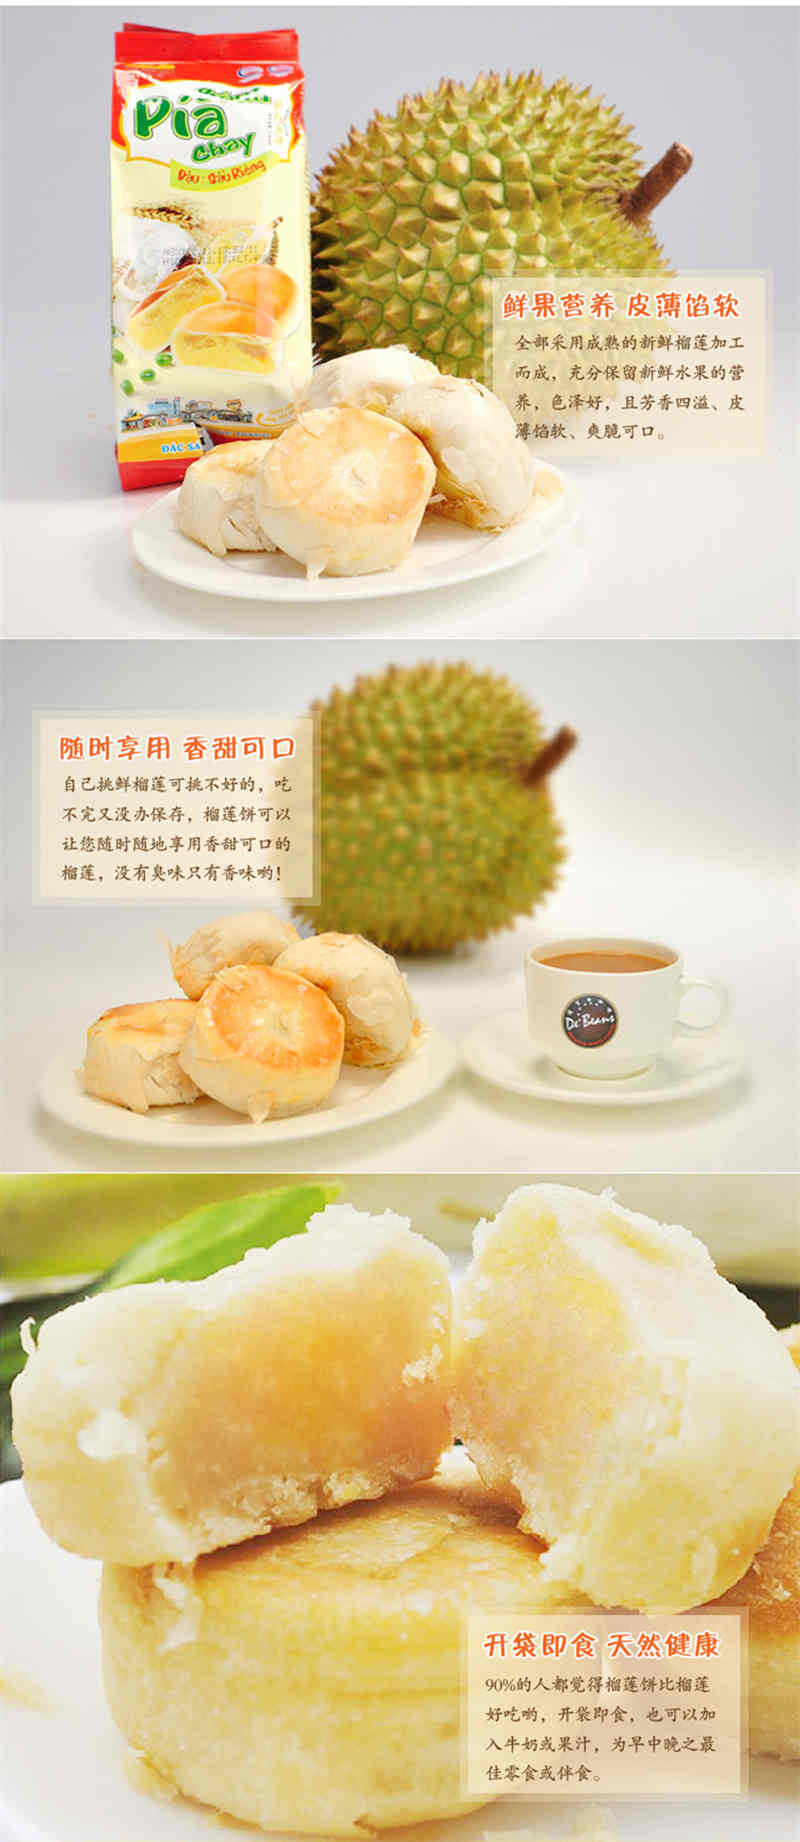 Pía
chay
Đậu - Sầu Riêng
ĐẶC SẢ
鲜果营养 皮薄馅软
全部采用成熟的新鲜榴莲加工
而成，充分保留新鲜水果的营
养，色泽好，且芳香四溢、皮
薄馅软、爽脆可口。
随时享用 香甜可口
自己挑鲜榴莲可挑不好的，吃
不完又没办保存，榴莲饼可以
让您随时随地享用香甜可口的
榴莲，没有臭味只有香味哟！
De'Beans
开袋即食 天然健康
90%的人都觉得榴莲饼比榴莲
好吃哟，开袋即食，也可以加
入牛奶或果汁，为早中晚之最
佳零食或伴食。